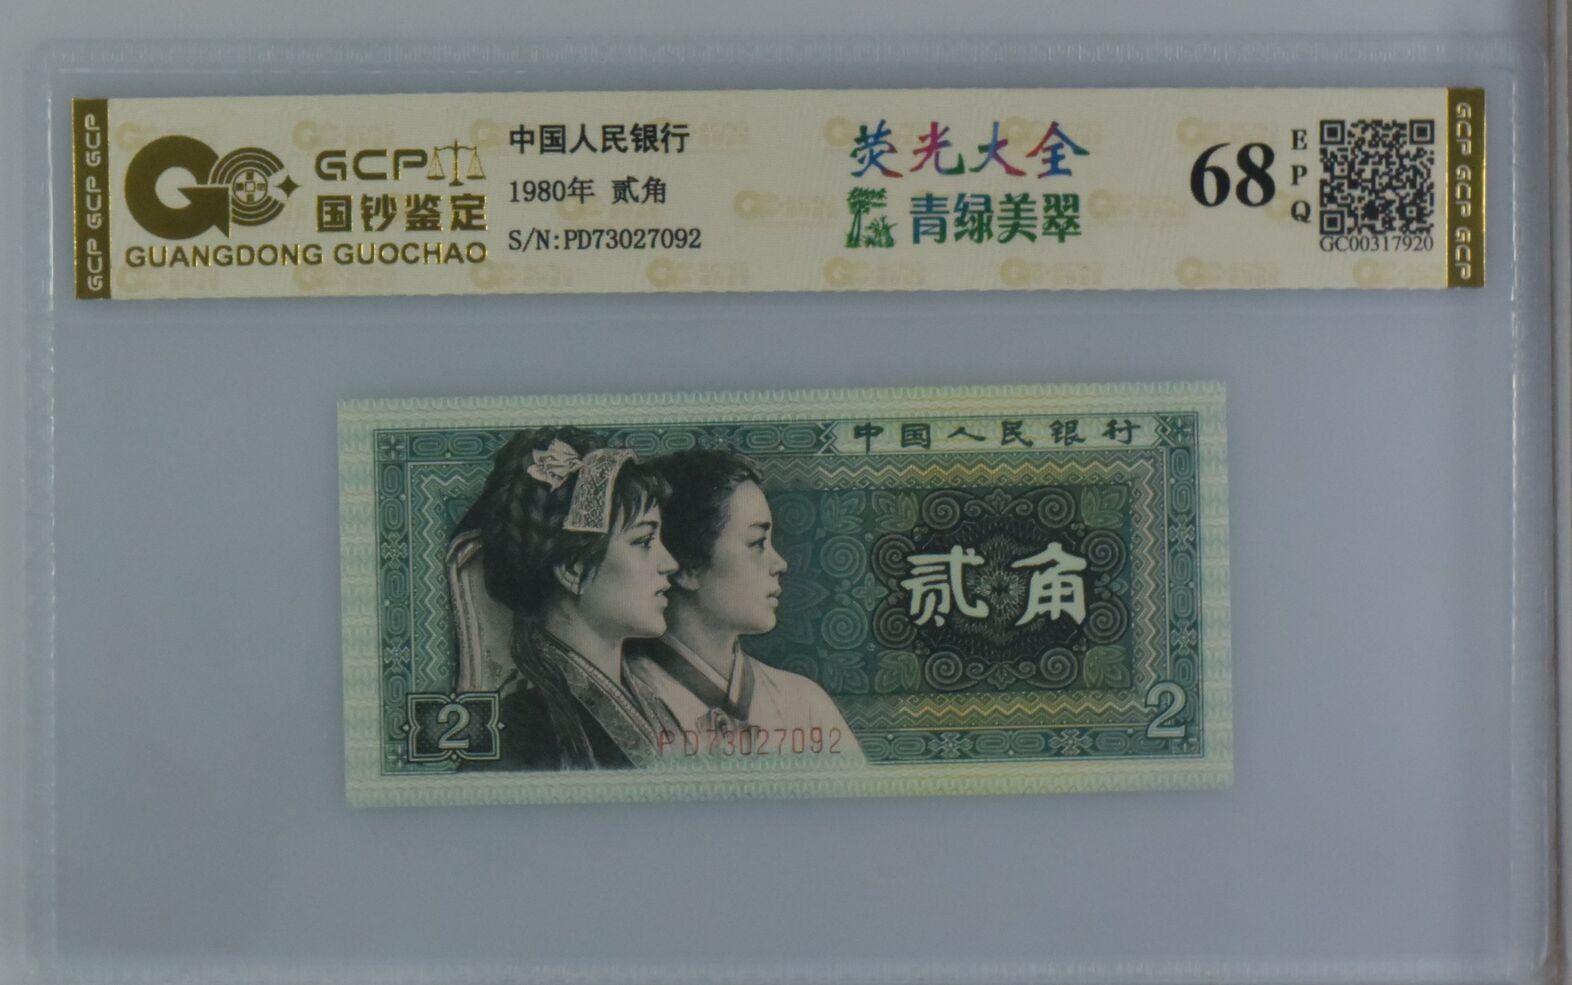 GCP GCP GCP
GCP
国钞鉴定
GUANGDONG GUOCHAO
中国人民银行
1980年 贰角
S/N:PD73027092
荧光大全
青绿美翠
68
EPQ
GC00317920
GCP GCP GCP
中国人民银行
2
贰角
2
2
PD73027092